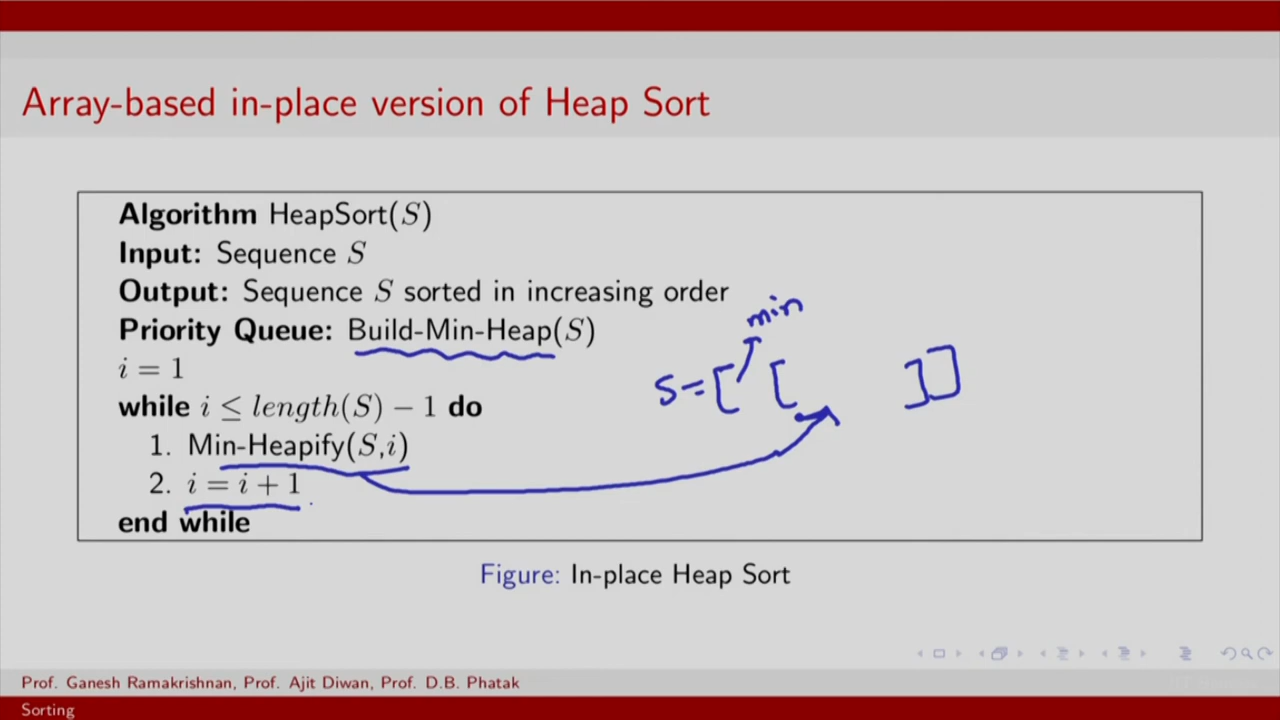 Array-based in-place version of Heap Sort
Algorithm HeapSort(S)
Input: Sequence S
Output: Sequence S sorted in increasing order
Priority Queue: Build-Min-Heap(S)
i = 1
while i ≤ length(S) − 1 do
1. Min-Heapify(S,i)
2. i = i + 1
end while
min
S=[ [ ]]
Figure: In-place Heap Sort
Prof. Ganesh Ramakrishnan, Prof. Ajit Diwan, Prof. D.B. Phatak
Sorting